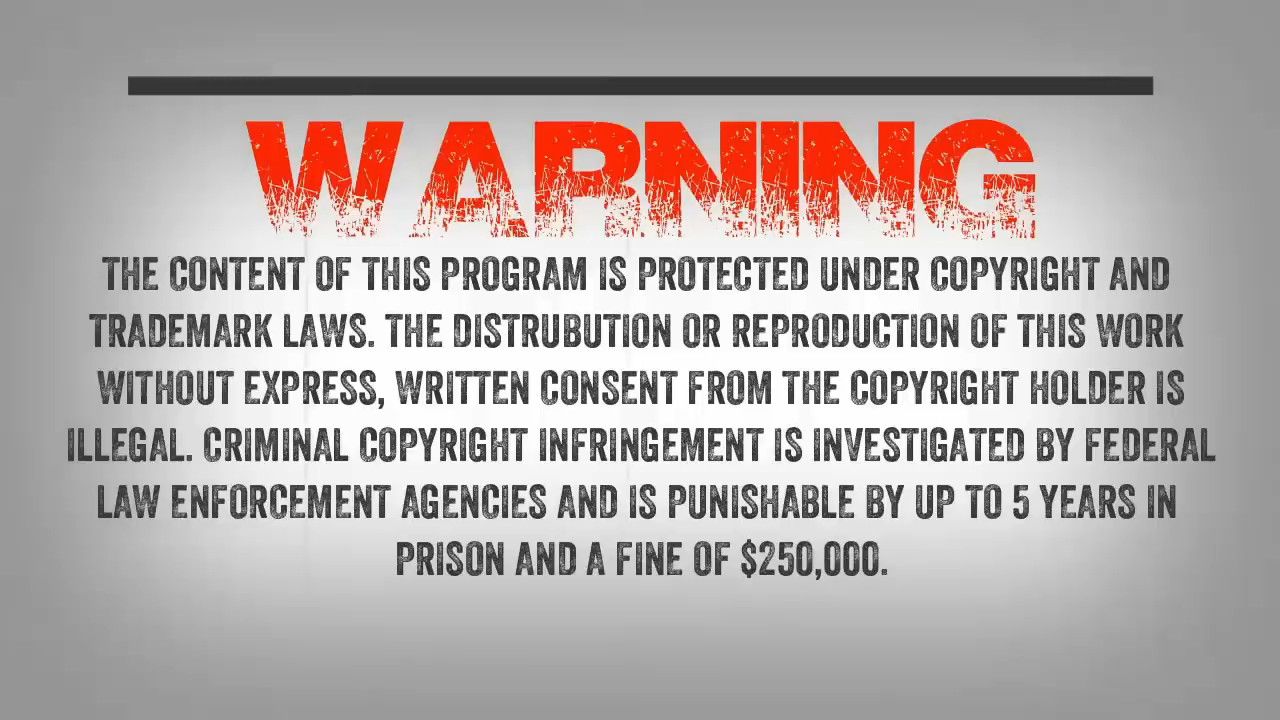 WARNING
THE CONTENT OF THIS PROGRAM IS PROTECTED UNDER COPYRIGHT AND
TRADEMARK LAWS. THE DISTRUBUTION OR REPRODUCTION OF THIS WORK
WITHOUT EXPRESS, WRITTEN CONSENT FROM THE COPYRIGHT HOLDER IS
ILLEGAL. CRIMINAL COPYRIGHT INFRINGEMENT IS INVESTIGATED BY FEDERAL
LAW ENFORCEMENT AGENCIES AND IS PUNISHABLE BY UP TO 5 YEARS IN
PRISON AND A FINE OF $250,000.